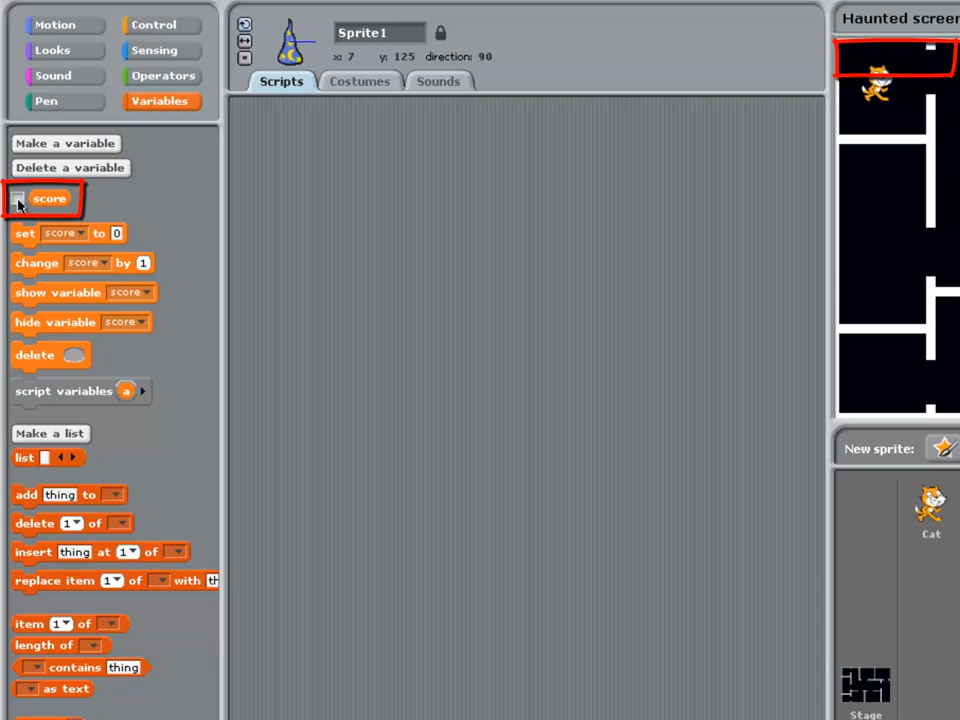 Motion
Control
Looks
Sensing
Sound
Operators
Pen
Variables
Sprite1
x: 7 y: 125 direction: 90
Scripts Costumes Sounds
Haunted screen
Make a variable
Delete a variable
score
set score to 0
change score by 1
show variable score
hide variable score
delete
script variables a
Make a list
list
add thing to
delete 1 of
insert thing at 1 of
replace item 1 of with th
item 1 of
length of
contains thing
as text
New sprite:
Cat
Stage